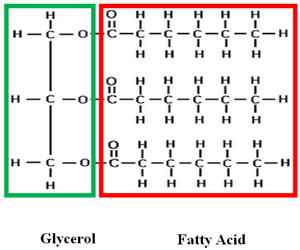 H O H H H H H
H — C — O — C — C — C — C — C — C — H
H H H H H
O H H H H H
H — C — O — C — C — C — C — C — C — H
H H H H H
O H H H H H
H — C — O — C — C — C — C — C — C — H
H H H H H H
Glycerol Fatty Acid